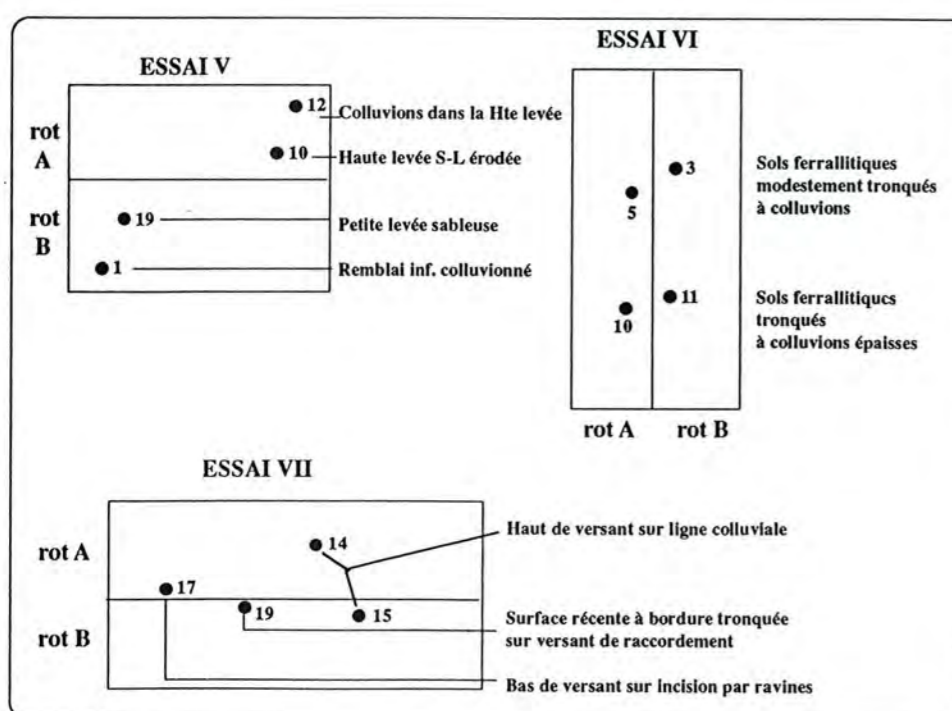 ESSAI V
rot
A
rot
B
12
Colluvions dans la Hte levée
10
Haute levée S-L érodée
19
Petite levée sableuse
1
Remblai inf. colluvionné
ESSAI VI
3
5
Sols ferrallitiques
modestement tronqués
à colluvions
11
10
Sols ferrallitiqucs
tronqués
à colluvions épaisses
rot A
rot B
ESSAI VII
rot A
rot B
14
Haut de versant sur ligne colluviale
17
19
15
Surface récente à bordure tronquée
sur versant de raccordement
Bas de versant sur incision par ravines